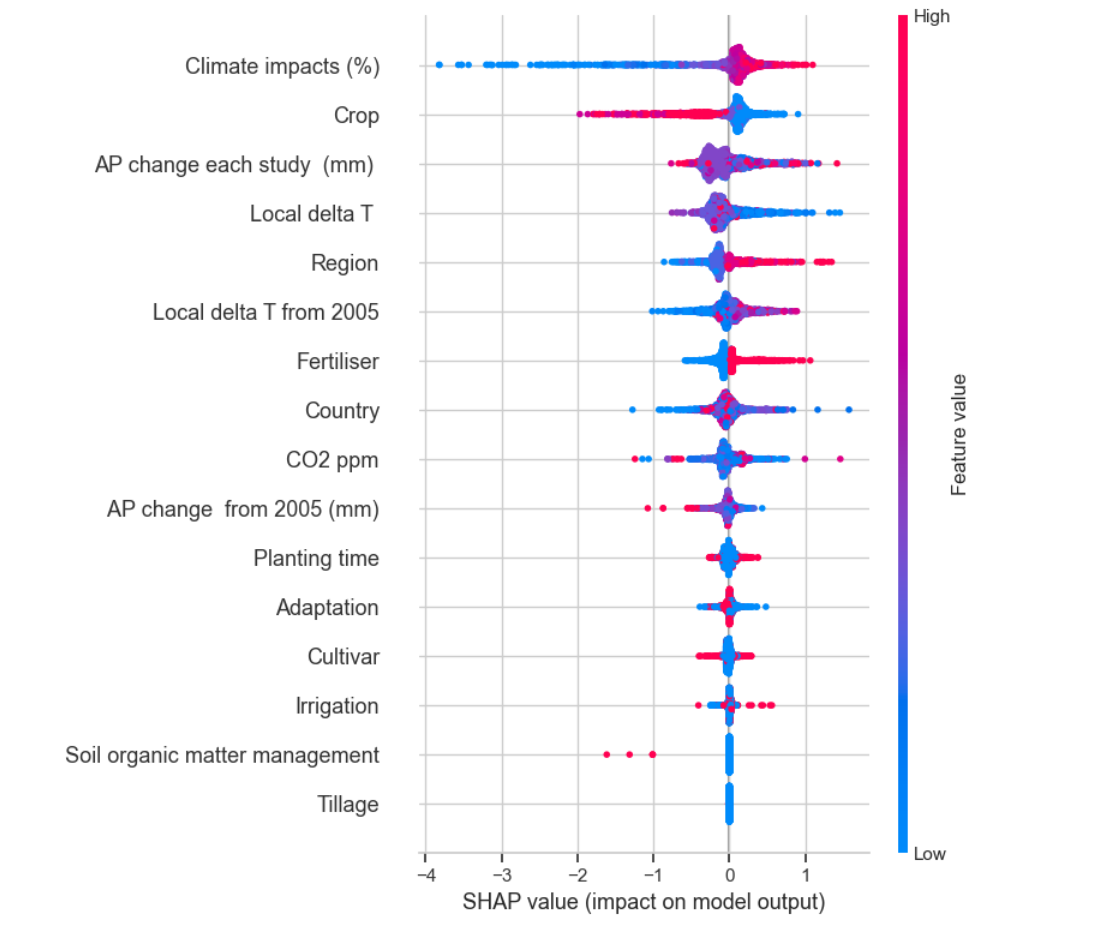 High
Climate impacts (%)
Crop
AP change each study  (mm)
Local delta T
Region
Local delta T from 2005
Fertiliser
Country
CO2 ppm
AP change  from 2005 (mm)
Planting time
Adaptation
Cultivar
Irrigation
Soil organic matter management
Tillage
Feature value
Low
−4 −3 −2 −1 0 1
SHAP value (impact on model output)